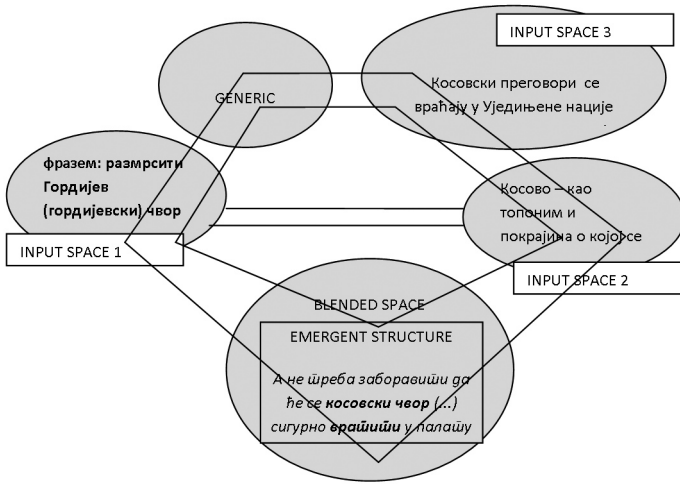 INPUT SPACE 3
GENERIC
Косовски преговори се
враћају у Уједињене нације
.
фразем: размрсити
Гордијев
(гордијевски) чвор
INPUT SPACE 1
Косово – као
топоним и
покрајина о којој се
INPUT SPACE 2
BLENDED SPACE
EMERGENT STRUCTURE
А не треба заборавити да
ће се косовски чвор (...)
сигурно вратити у палату